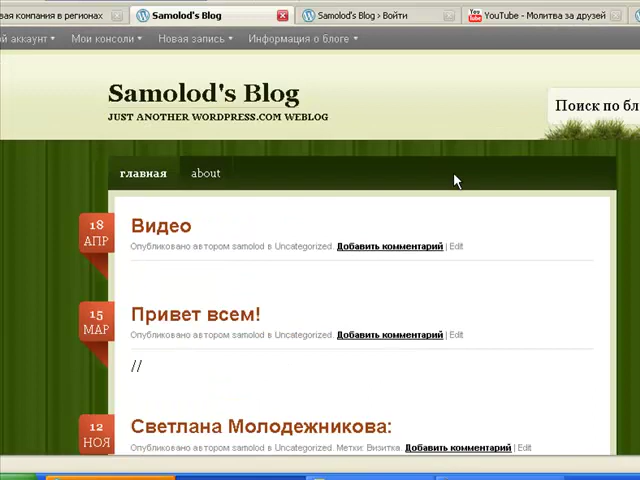 вая компания в регионах
Samolod's Blog
Samolod's Blog › Войти
YouTube - Молитва за друзей
й аккаунт
Мои консоли
Новая запись
Информация о блоге
Samolod's Blog
JUST ANOTHER WORDPRESS.COM WEBLOG
Поиск по бл
главная
about
18
АПР
Видео
Опубликовано автором samolod в Uncategorized. Добавить комментарий | Edit
15
МАР
Привет всем!
Опубликовано автором samolod в Uncategorized. Добавить комментарий | Edit
//
12
НОЯ
Светлана Молодежникова:
Опубликовано автором samolod в Uncategorized. Метки: Визитка. Добавить комментарий | Edit